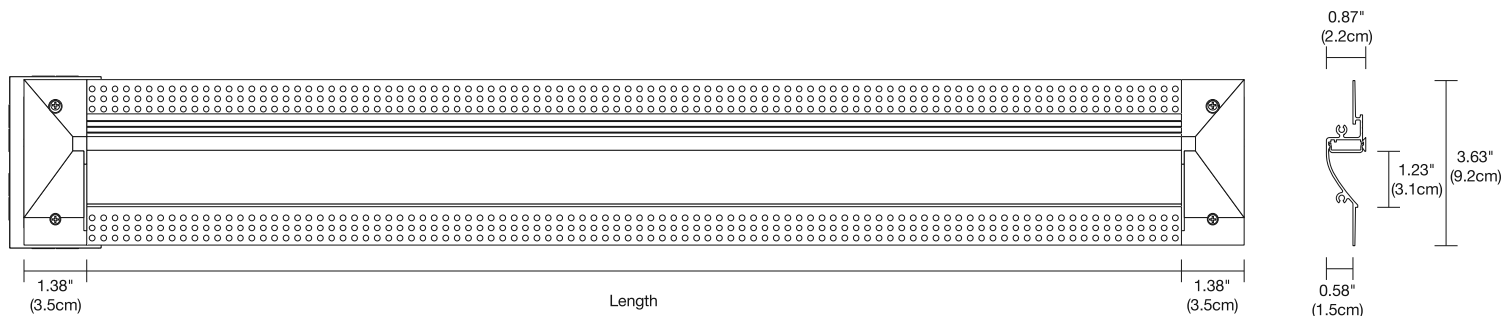 0.87"
(2.2cm)
1.23"
(3.1cm)
3.63"
(9.2cm)
1.38"
(3.5cm)
Length
1.38"
(3.5cm)
0.58"
(1.5cm)